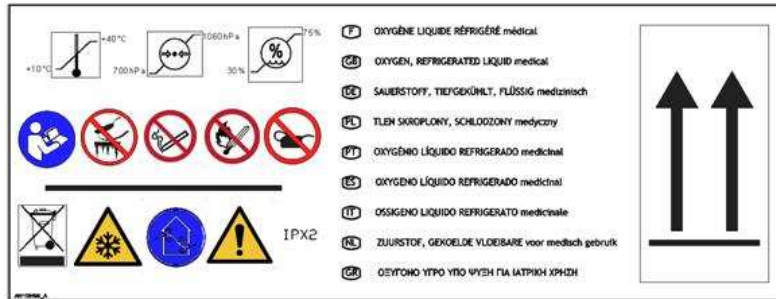 +40°C
+10°C
1060hPa
700hPa
75%
%
30%
F OXYGÈNE LIQUIDE RÉFRIGÉRÉ médical
GB OXYGEN, REFRIGERATED LIQUID medical
DE SAUERSTOFF, TIEFGEKÜHLT, FLÜSSIG medizinisch
PL TLEN SKROPLONY, SCHLODZONY medyczny
PT OXYGÉNIO LÍQUIDO REFRIGERADO medicinal
ES OXYGENO LÍQUIDO REFRIGERADO medicinal
IT OSSIGENO LIQUIDO REFRIGERATO medicinale
NL ZUURSTOF, GEKOELDE VLOEIBARE voor medisch gebruik
GR ΟΞΥΓΟΝΟ ΥΓΡΟ ΥΠΟ ΨΥΞΗ ΓΙΑ ΙΑΤΡΙΚΗ ΧΡΗΣΗ
IPX2